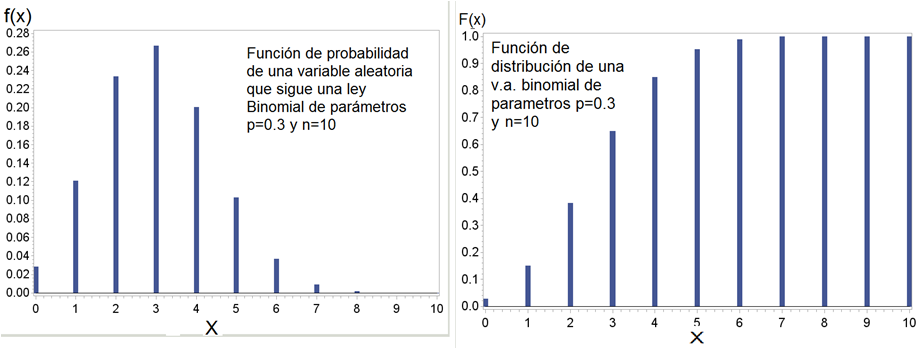 f(x)
0.28
0.26
0.24
0.22
0.20
0.18
0.16
0.14
0.12
0.10
0.08
0.06
0.04
0.02
0.00
0 1 2 3 4 5 6 7 8 9 10
X
Función de probabilidad
de una variable aleatoria
que sigue una ley
Binomial de parámetros
p=0.3 y n=10
F(x)
1.0
0.9
0.8
0.7
0.6
0.5
0.4
0.3
0.2
0.1
0.0
0 1 2 3 4 5 6 7 8 9 10
X
Función de
distribución de una
v.a. binomial de
parametros p=0.3
y n=10